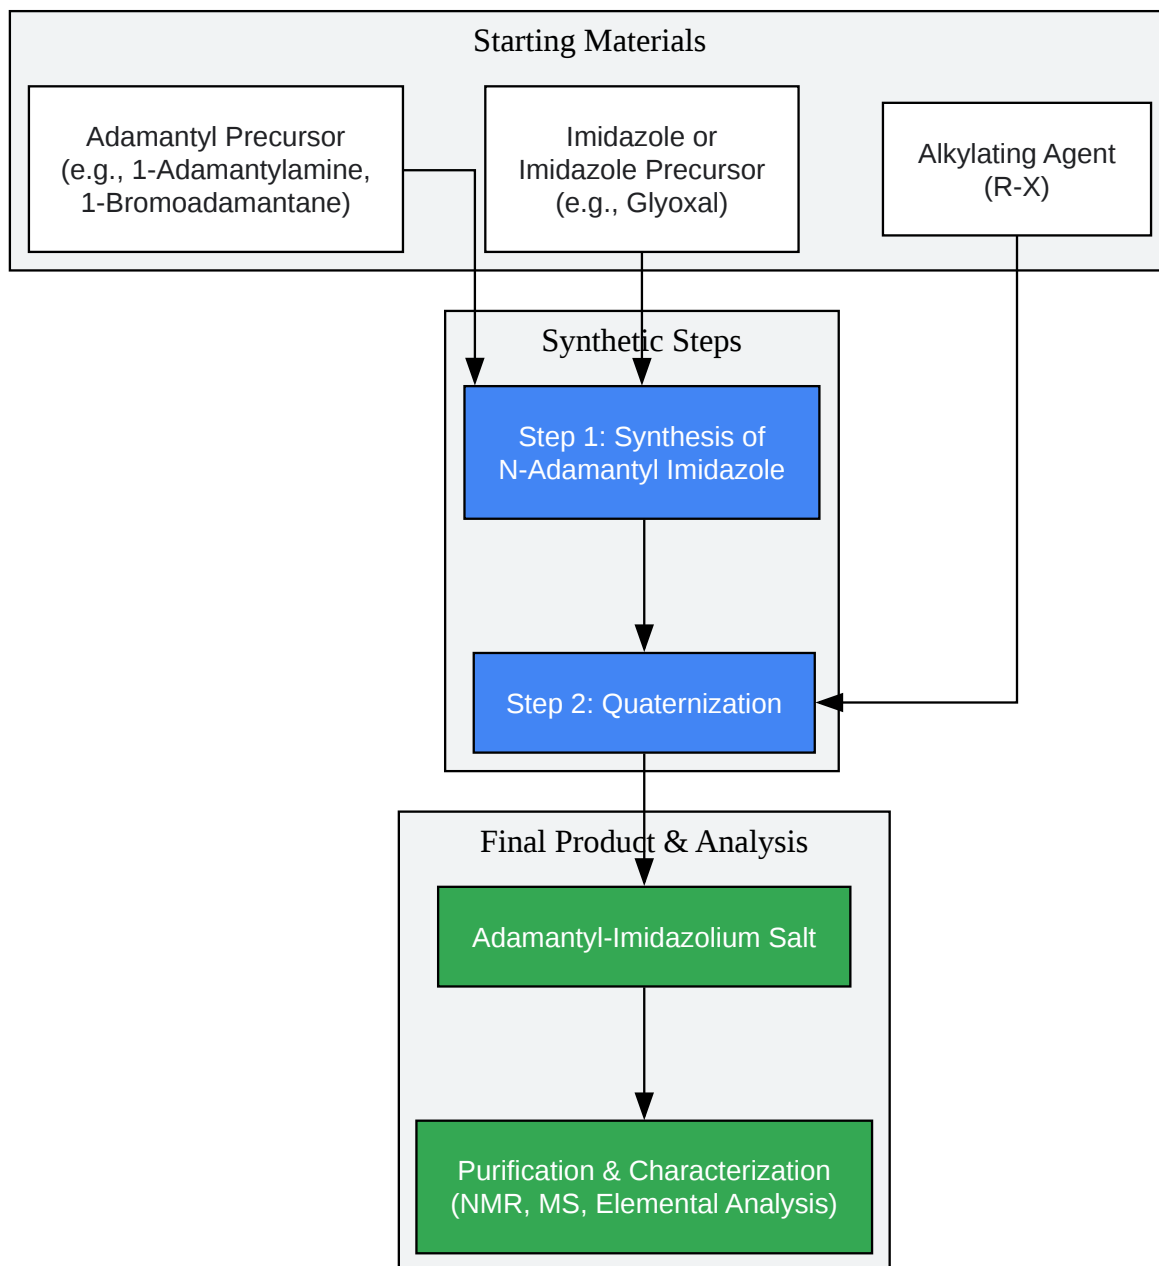 Starting Materials
Adamantyl Precursor
(e.g., 1-Adamantylamine,
1-Bromoadamantane)
Imidazole or
Imidazole Precursor
(e.g., Glyoxal)
Alkylating Agent
(R-X)
Synthetic Steps
Step 1: Synthesis of
N-Adamantyl Imidazole
Step 2: Quaternization
Final Product & Analysis
Adamantyl-Imidazolium Salt
Purification & Characterization
(NMR, MS, Elemental Analysis)